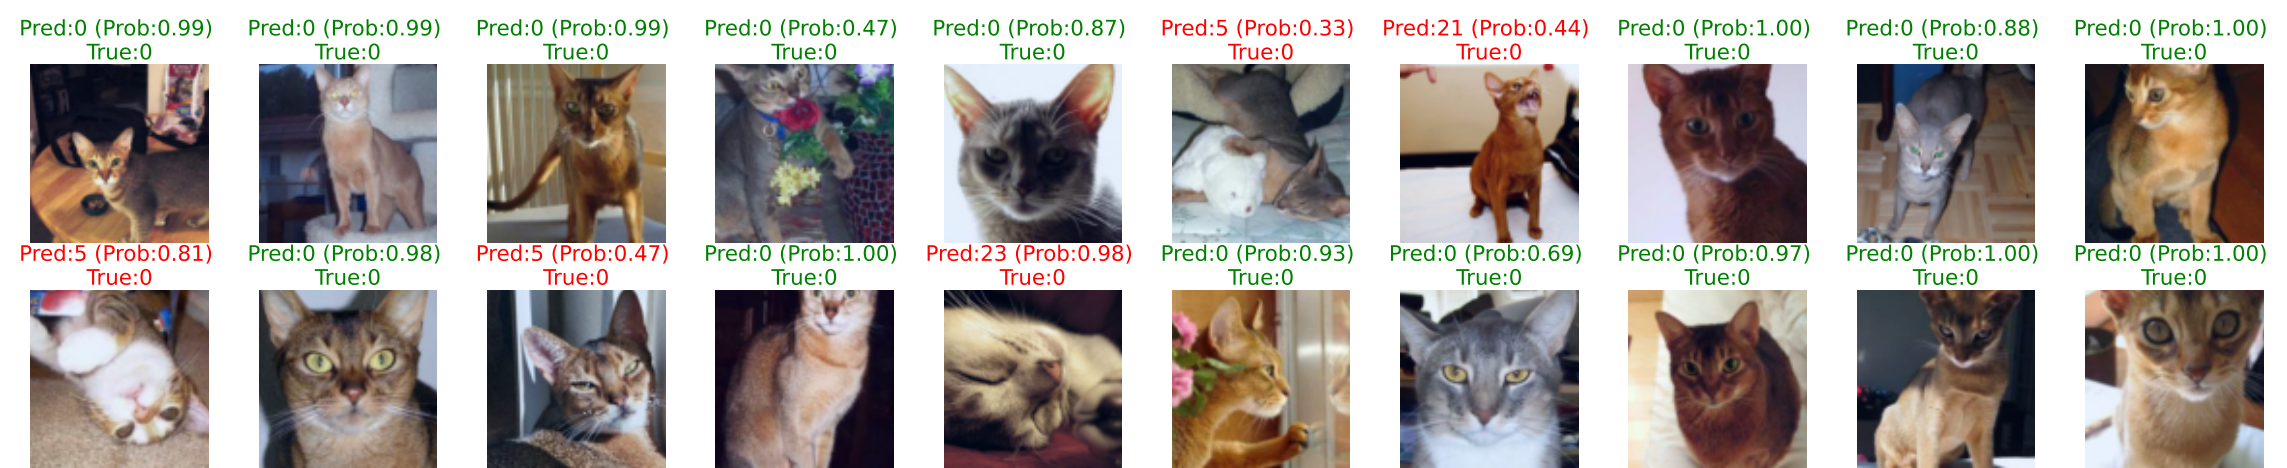 Pred:0 (Prob:0.99)
True:0
Pred:0 (Prob:0.99)
True:0
Pred:0 (Prob:0.99)
True:0
Pred:0 (Prob:0.47)
True:0
Pred:0 (Prob:0.87)
True:0
Pred:5 (Prob:0.33)
True:0
Pred:21 (Prob:0.44)
True:0
Pred:0 (Prob:1.00)
True:0
Pred:0 (Prob:0.88)
True:0
Pred:0 (Prob:1.00)
True:0
Pred:5 (Prob:0.81)
True:0
Pred:0 (Prob:0.98)
True:0
Pred:5 (Prob:0.47)
True:0
Pred:0 (Prob:1.00)
True:0
Pred:23 (Prob:0.98)
True:0
Pred:0 (Prob:0.93)
True:0
Pred:0 (Prob:0.69)
True:0
Pred:0 (Prob:0.97)
True:0
Pred:0 (Prob:1.00)
True:0
Pred:0 (Prob:1.00)
True:0